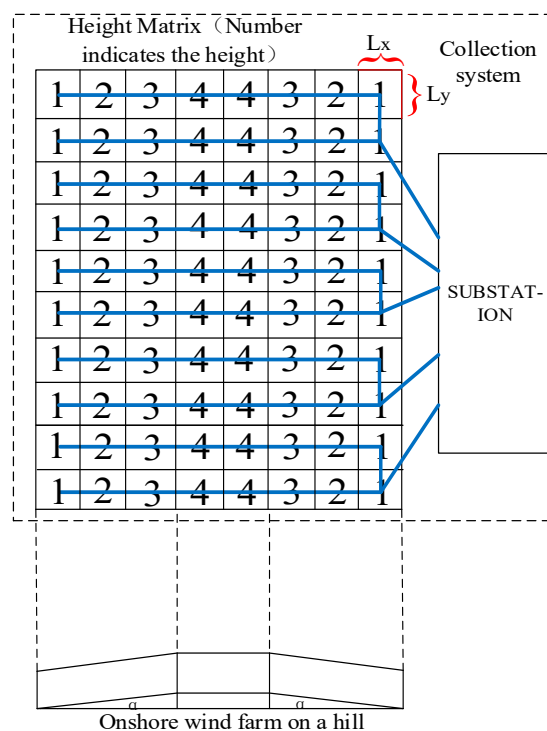 Height Matrix（Number
indicates the height）
Lx
Collection
system
Ly
1 2 3 4 4 3 2 1
1 2 3 4 4 3 2 1
1 2 3 4 4 3 2 1
1 2 3 4 4 3 2 1
1 2 3 4 4 3 2 1
1 2 3 4 4 3 2 1
1 2 3 4 4 3 2 1
1 2 3 4 4 3 2 1
1 2 3 4 4 3 2 1
1 2 3 4 4 3 2 1
SUBSTAT-
ION
α α
Onshore wind farm on a hill